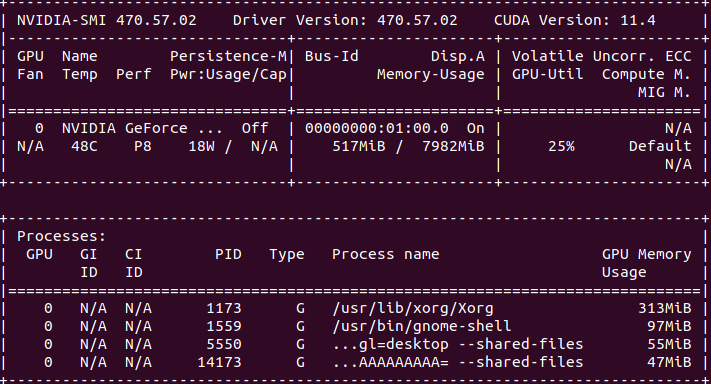 NVIDIA-SMI 470.57.02 Driver Version: 470.57.02 CUDA Version: 11.4
GPU Name Persistence-M| Bus-Id Disp.A | Volatile Uncorr. ECC
Fan Temp Perf Pwr:Usage/Cap| Memory-Usage | GPU-Util Compute M.
MIG M.
0 NVIDIA GeForce ... Off | 00000000:01:00.0 On | N/A
N/A 48C P8 18W / N/A | 517MiB / 7982MiB | 25% Default
N/A
Processes:
GPU GI CI PID Type Process name GPU Memory
ID ID Usage
0 N/A N/A 1173 G /usr/lib/xorg/Xorg 313MiB
0 N/A N/A 1559 G /usr/bin/gnome-shell 97MiB
0 N/A N/A 5550 G ...gl=desktop --shared-files 55MiB
0 N/A N/A 14173 G ...AAAAAAAAA= --shared-files 47MiB